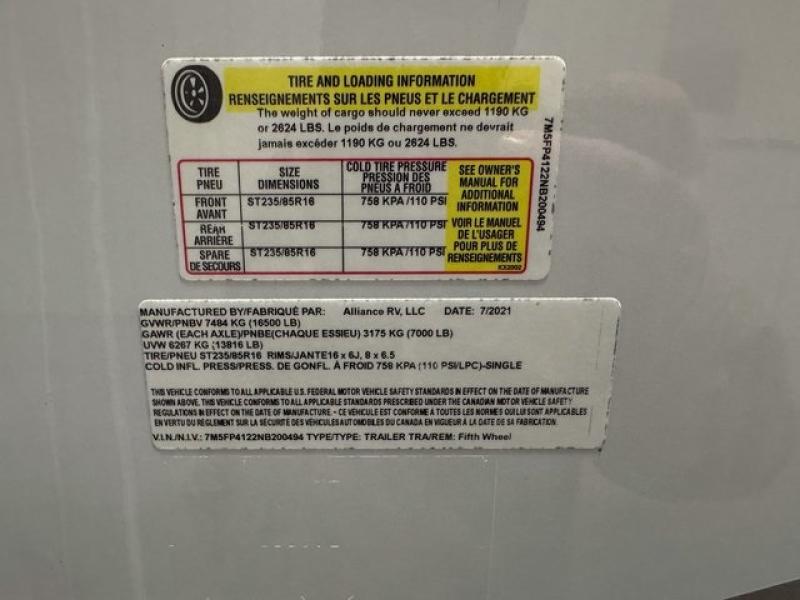 TIRE AND LOADING INFORMATION
RENSEIGNEMENTS SUR LES PNEUS ET LE CHARGEMENT
The weight of cargo should never exceed 1190 KG
or 2624 LBS. Le poids de chargement ne devrait
jamais excéder 1190 KG ou 2624 LBS.
TIRE PNEU SIZE DIMENSIONS COLD TIRE PRESSURE PRESSION DES PNEUS A FROID
FRONT AVANT ST235/85R16 758 KPA /110 PSI
REAR ARRIÈRE ST235/85R16 758 KPA /110 PSI
SPARE DE SECOURS ST235/85R16 758 KPA /110 PSI
SEE OWNER'S
MANUAL FOR
ADDITIONAL
INFORMATION
VOIR LE MANUEL
DE L'USAGER
POUR PLUS DE
RENSEIGNEMENTS
7M5FP4122NB200494
MANUFACTURED BY/FABRIQUÉ PAR: Alliance RV, LLC DATE: 7/2021
GVWR/PNBV 7484 KG (16500 LB)
GAWR (EACH AXLE)/PNBE(CHAQUE ESSIEU) 3175 KG (7000 LB)
UVW 6267 KG (13816 LB)
TIRE/PNEU ST235/85R16 RIMS/JANTE16 x 6J, 8 x 6.5
COLD INFL. PRESS/PRESS. DE GONFL. À FROID 758 KPA (110 PSI/LPC)-SINGLE
THIS VEHICLE CONFORMS TO ALL APPLICABLE U.S. FEDERAL MOTOR VEHICLE SAFETY STANDARDS IN EFFECT ON THE DATE OF MANUFACTURE
SHOWN ABOVE. THIS VEHICLE CONFORMS TO ALL APPLICABLE STANDARDS PRESCRIBED UNDER THE CANADIAN MOTOR VEHICLE SAFETY
REGULATIONS IN EFFECT ON THE DATE OF MANUFACTURE. - CE VÉHICULE EST CONFORME À TOUTES LES NORMES QUI LUI SONT APPLICABLES
EN VERTU DU RÈGLEMENT SUR LA SÉCURITÉ DES VÉHICULES AUTOMOBILES DU CANADA EN VIGUEUR À LA DATE DE SA FABRICATION.
V.I.N./N.I.V.: 7M5FP4122NB200494 TYPE/TYPE: TRAILER TRA/REM: Fifth Wheel